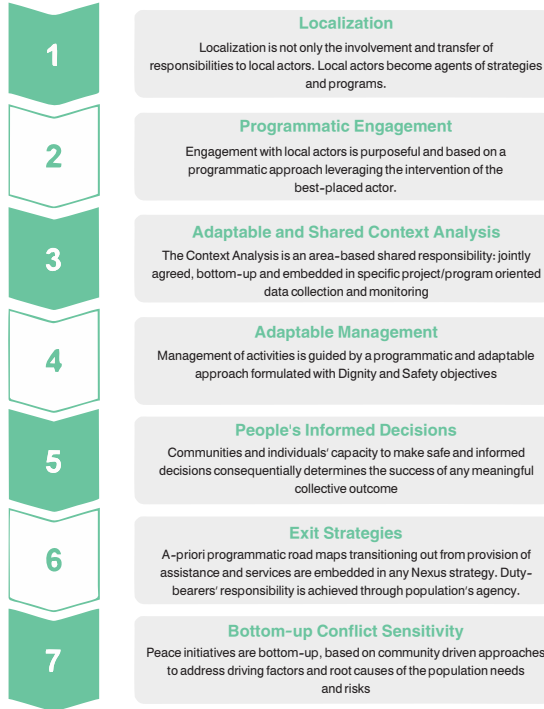 1
Localization
Localization is not only the involvement and transfer of
responsibilities to local actors. Local actors become agents of strategies
and programs.
2
Programmatic Engagement
Engagement with local actors is purposeful and based on a
programmatic approach leveraging the intervention of the
best-placed actor.
3
Adaptable and Shared Context Analysis
The Context Analysis is an area-based shared responsibility: jointly
agreed, bottom-up and embedded in specific project/program oriented
data collection and monitoring
4
Adaptable Management
Management of activities is guided by a programmatic and adaptable
approach formulated with Dignity and Safety objectives
5
People's Informed Decisions
Communities and individuals' capacity to make safe and informed
decisions consequentially determines the success of any meaningful
collective outcome
6
Exit Strategies
A-priori programmatic road maps transitioning out from provision of
assistance and services are embedded in any Nexus strategy. Duty-
bearers' responsibility is achieved through population's agency.
7
Bottom-up Conflict Sensitivity
Peace initiatives are bottom-up, based on community driven approaches
to address driving factors and root causes of the population needs
and risks